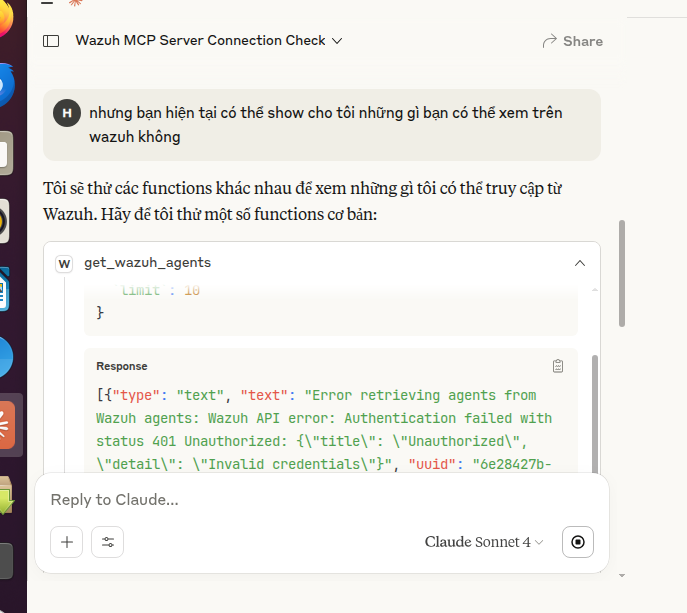 Wazuh MCP Server Connection Check
Share
H
nhưng bạn hiện tại có thể show cho tôi những gì bạn có thể xem trên
wazuh không
Tôi sẽ thử các functions khác nhau để xem những gì tôi có thể truy cập từ
Wazuh. Hãy để tôi thử một số functions cơ bản:
W get_wazuh_agents
"limit": 10
}
Response
[{"type": "text", "text": "Error retrieving agents from
Wazuh agents: Wazuh API error: Authentication failed with
status 401 Unauthorized: {\"title\": \"Unauthorized\",
\"detail\": \"Invalid credentials\"}", "uuid": "6e28427b-
Reply to Claude...
Claude Sonnet 4